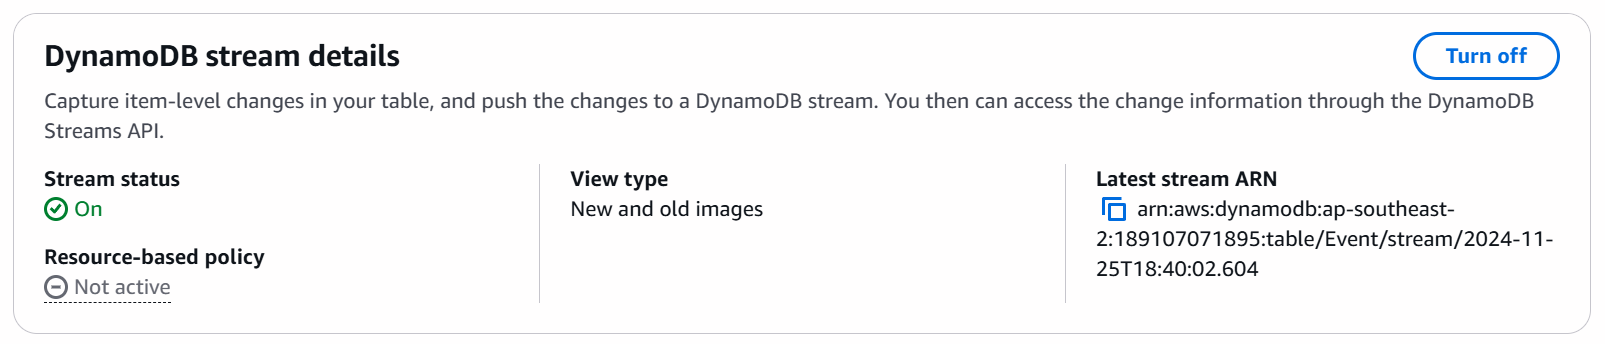 DynamoDB stream details
Turn off
Capture item-level changes in your table, and push the changes to a DynamoDB stream. You then can access the change information through the DynamoDB
Streams API.
Stream status
On
Resource-based policy
Not active
View type
New and old images
Latest stream ARN
arn:aws:dynamodb:ap-southeast-
2:189107071895:table/Event/stream/2024-11-
25T18:40:02.604